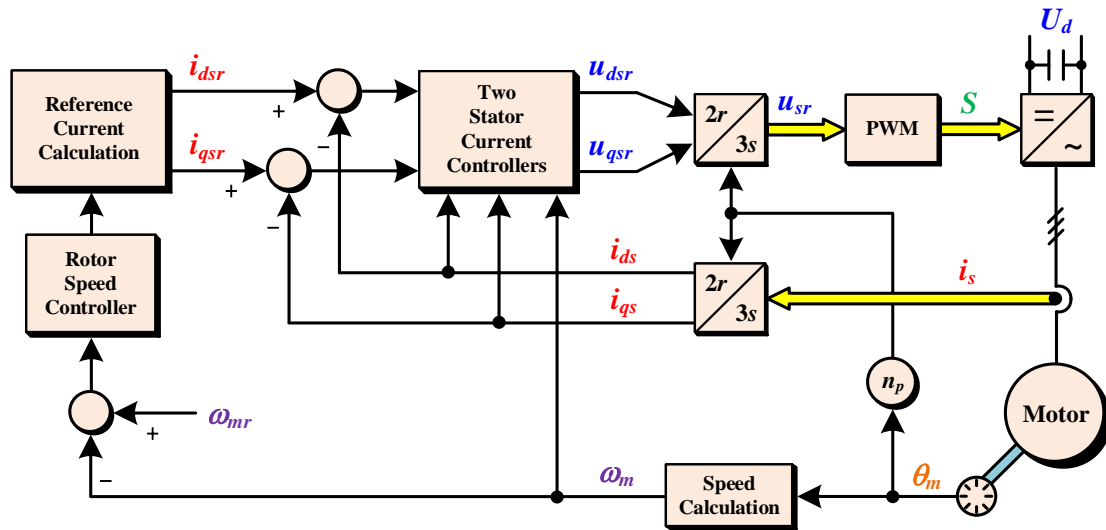 U_d
i_dsr
u_dsr
Reference
Current
Calculation
+
−
Two
Stator
Current
Controllers
2r
3s
u_sr
PWM
S
=
~
i_qsr
+
−
u_qsr
Rotor
Speed
Controller
i_ds
i_qs
2r
3s
i_s
n_p
Motor
+
ω_mr
−
ω_m
Speed
Calculation
θ_m